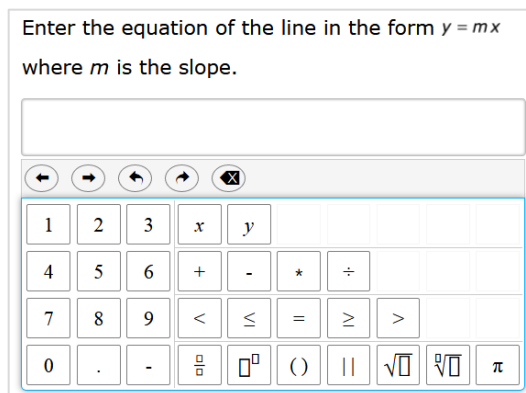 Enter the equation of the line in the form y = mx
where m is the slope.
1 2 3 x y
4 5 6 + - * ÷
7 8 9 < ≤ = ≥ >
0 . - □/□ □^□ ( ) | | √□ □√□ π